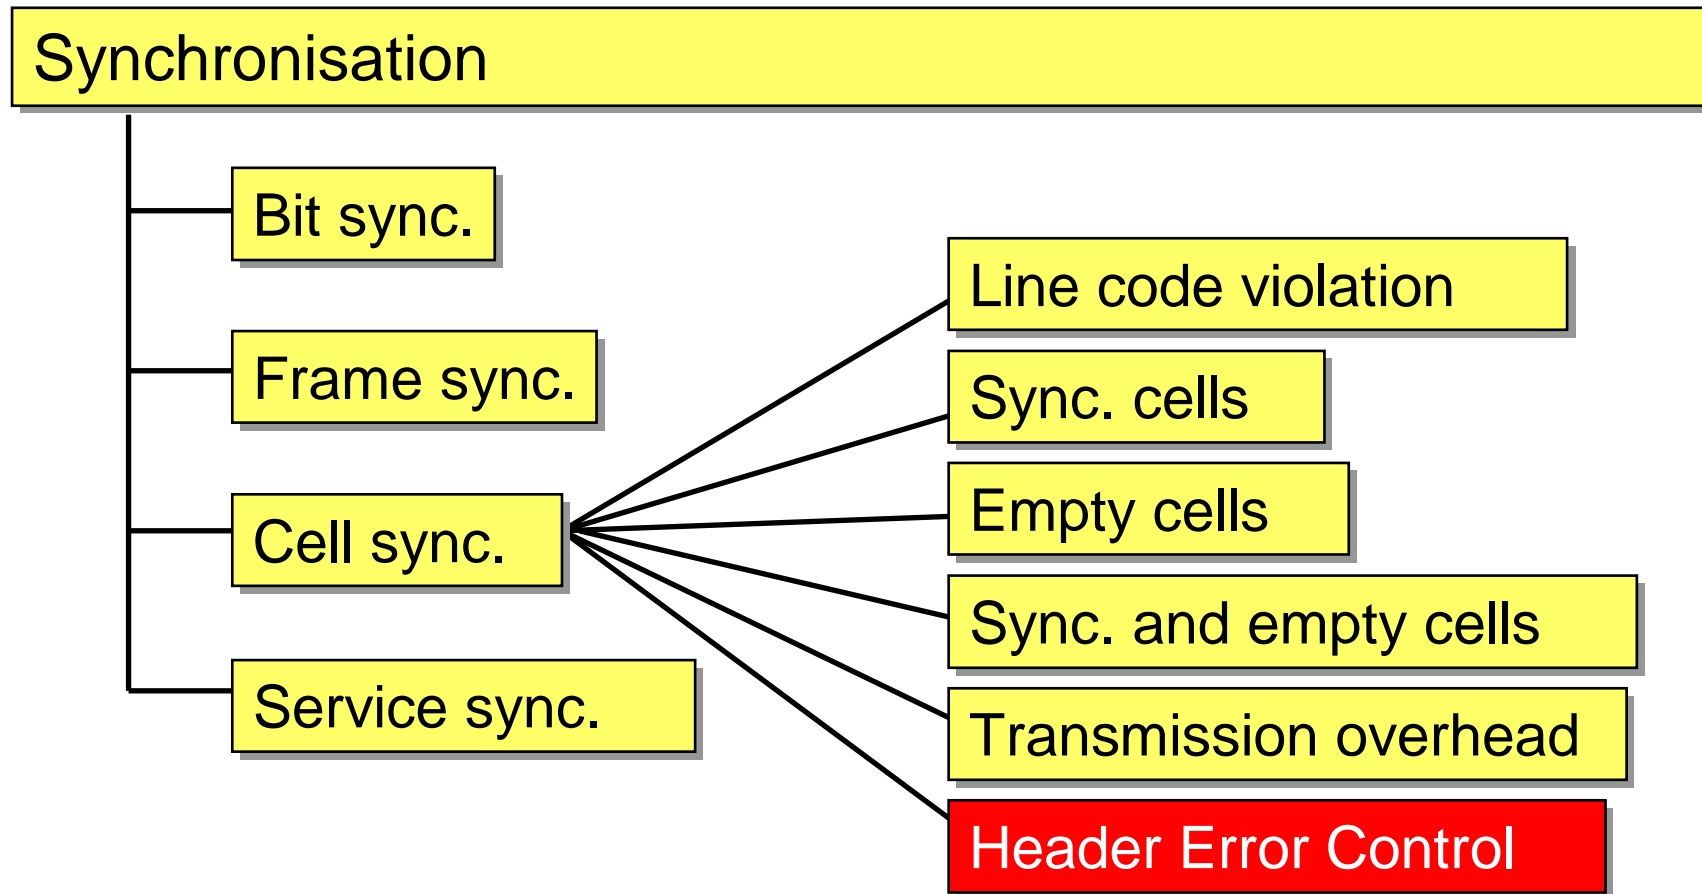 Synchronisation
Bit sync.
Frame sync.
Cell sync.
Service sync.
Line code violation
Sync. cells
Empty cells
Sync. and empty cells
Transmission overhead
Header Error Control